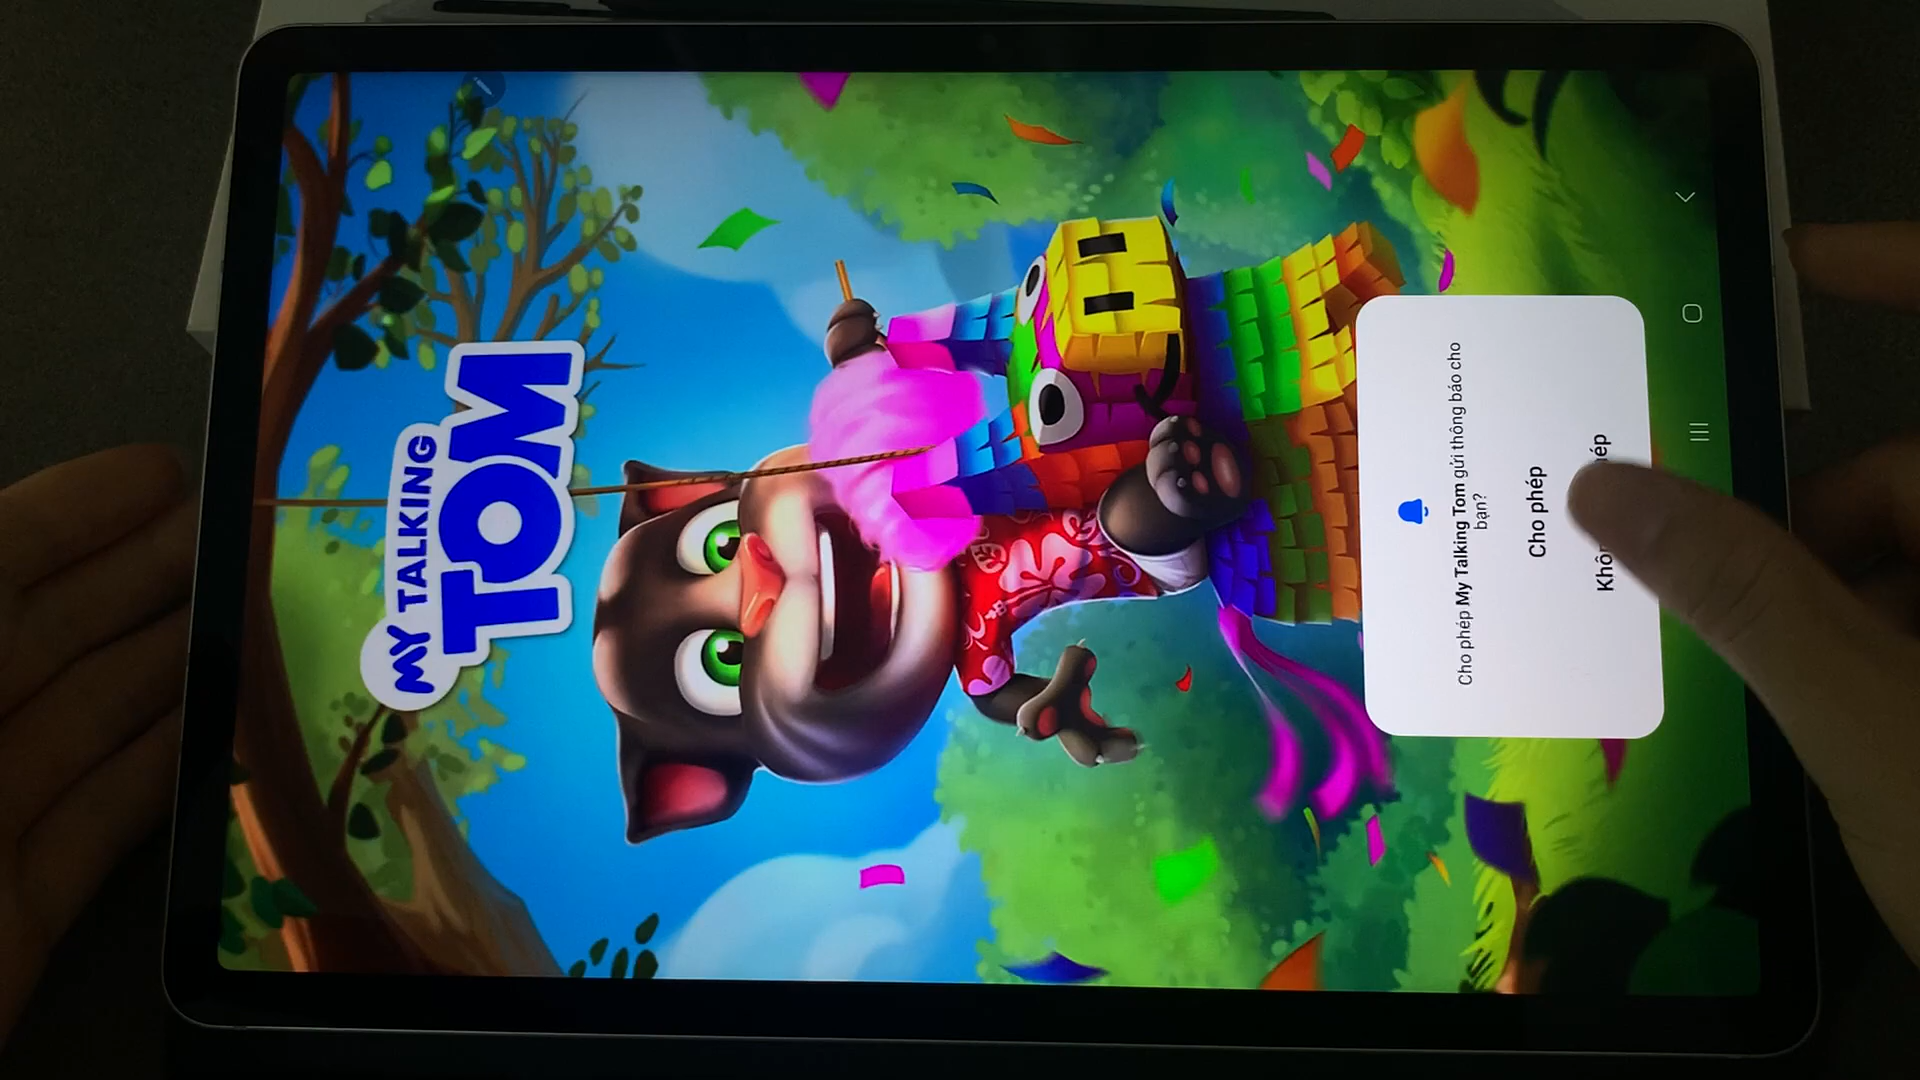 MY TALKING
TOM
Cho phép My Talking Tom gửi thông báo cho
bạn?
Cho phép